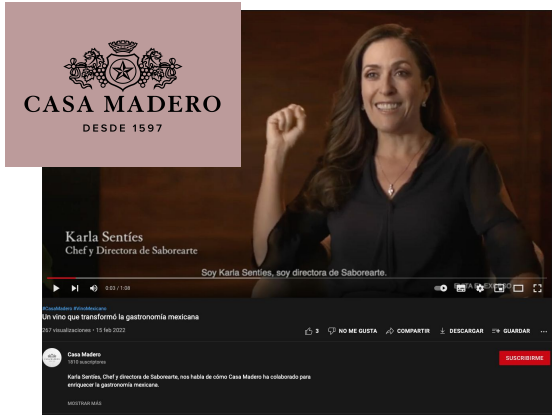 CASA MADERO
DESDE 1597
Karla Sentíes
Chef y Directora de Saborearte
Soy Karla Sentíes, soy directora de Saborearte.
0:03 / 1:08
#CasaMadero #VinoMexicano
Un vino que transformó la gastronomía mexicana
267 visualizaciones • 15 feb 2022
3 NO ME GUSTA COMPARTIR DESCARGAR GUARDAR
Casa Madero
1810 suscriptores
SUSCRIBIRME
Karla Sentíes, Chef y directora de Saborearte, nos habla de cómo Casa Madero ha colaborado para
enriquecer la gastronomía mexicana.
MOSTRAR MÁS